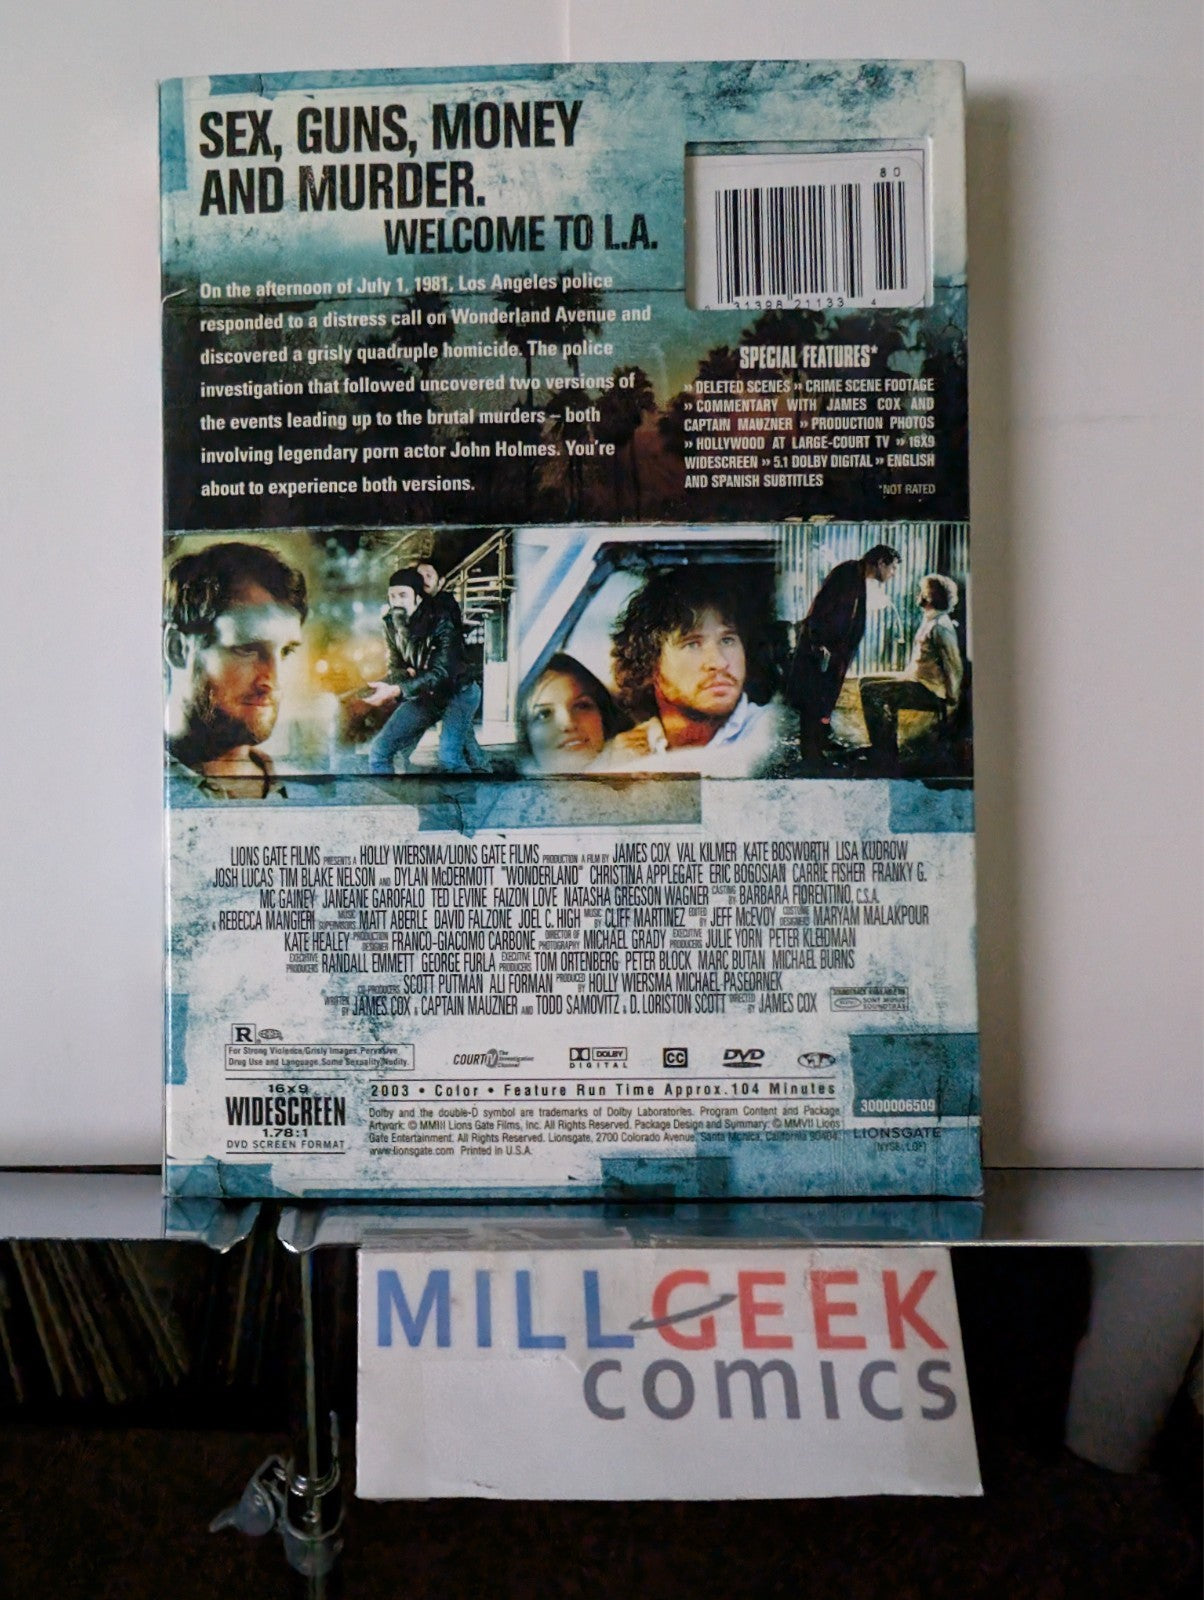 SEX, GUNS, MONEY
AND MURDER.
WELCOME TO L.A.
80
31398 21133 4
On the afternoon of July 1, 1981, Los Angeles police
responded to a distress call on Wonderland Avenue and
discovered a grisly quadruple homicide. The police
investigation that followed uncovered two versions of
the events leading up to the brutal murders – both
involving legendary porn actor John Holmes. You're
about to experience both versions.
SPECIAL FEATURES*
» DELETED SCENES » CRIME SCENE FOOTAGE
» COMMENTARY WITH JAMES COX AND
CAPTAIN MAUZNER » PRODUCTION PHOTOS
» HOLLYWOOD AT LARGE-COURT TV » 16X9
WIDESCREEN » 5.1 DOLBY DIGITAL » ENGLISH
AND SPANISH SUBTITLES
*NOT RATED
LIONS GATE FILMS PRESENTS A HOLLY WIERSMA/LIONS GATE FILMS PRODUCTION A FILM BY JAMES COX VAL KILMER KATE BOSWORTH LISA KUDROW
JOSH LUCAS TIM BLAKE NELSON AND DYLAN McDERMOTT "WONDERLAND" CHRISTINA APPLEGATE ERIC BOGOSIAN CARRIE FISHER FRANKY G.
MC GAINEY JANEANE GAROFALO TED LEVINE FAIZON LOVE NATASHA GREGSON WAGNER CASTING BY BARBARA FIORENTINO, C.S.A.
& REBECCA MANGIERI MUSIC SUPERVISORS MATT ABERLE DAVID FALZONE JOEL C. HIGH MUSIC BY CLIFF MARTINEZ EDITED BY JEFF McEVOY COSTUME DESIGNERS MARYAM MALAKPOUR
KATE HEALEY PRODUCTION DESIGNER FRANCO-GIACOMO CARBONE DIRECTOR OF PHOTOGRAPHY MICHAEL GRADY EXECUTIVE PRODUCERS JULIE YORN PETER KLEIDMAN
EXECUTIVE PRODUCERS RANDALL EMMETT GEORGE FURLA EXECUTIVE PRODUCERS TOM ORTENBERG PETER BLOCK MARC BUTAN MICHAEL BURNS
CO-PRODUCERS SCOTT PUTMAN ALI FORMAN PRODUCED BY HOLLY WIERSMA MICHAEL PASEORNEK
WRITTEN BY JAMES COX & CAPTAIN MAUZNER AND TODD SAMOVITZ & D. LORISTON SCOTT DIRECTED BY JAMES COX
SOUNDTRACK AVAILABLE ON SONY MUSIC SOUNDTRAX
R
For Strong Violence/Grisly Images, Pervasive
Drug Use and Language, Some Sexuality/Nudity.
COURT TV The Investigation Channel
DOLBY DIGITAL
CC
DVD
16x9
WIDESCREEN
1.78:1
DVD SCREEN FORMAT
2003 • Color • Feature Run Time Approx. 104 Minutes
Dolby and the double-D symbol are trademarks of Dolby Laboratories. Program Content and Package
Artwork: © MMIII Lions Gate Films, Inc. All Rights Reserved. Package Design and Summary: © MMVII Lions
Gate Entertainment. All Rights Reserved. Lionsgate, 2700 Colorado Avenue, Santa Monica, California 90404.
www.lionsgate.com Printed in U.S.A.
3000006509
LIONSGATE
MILLGEEK
comics